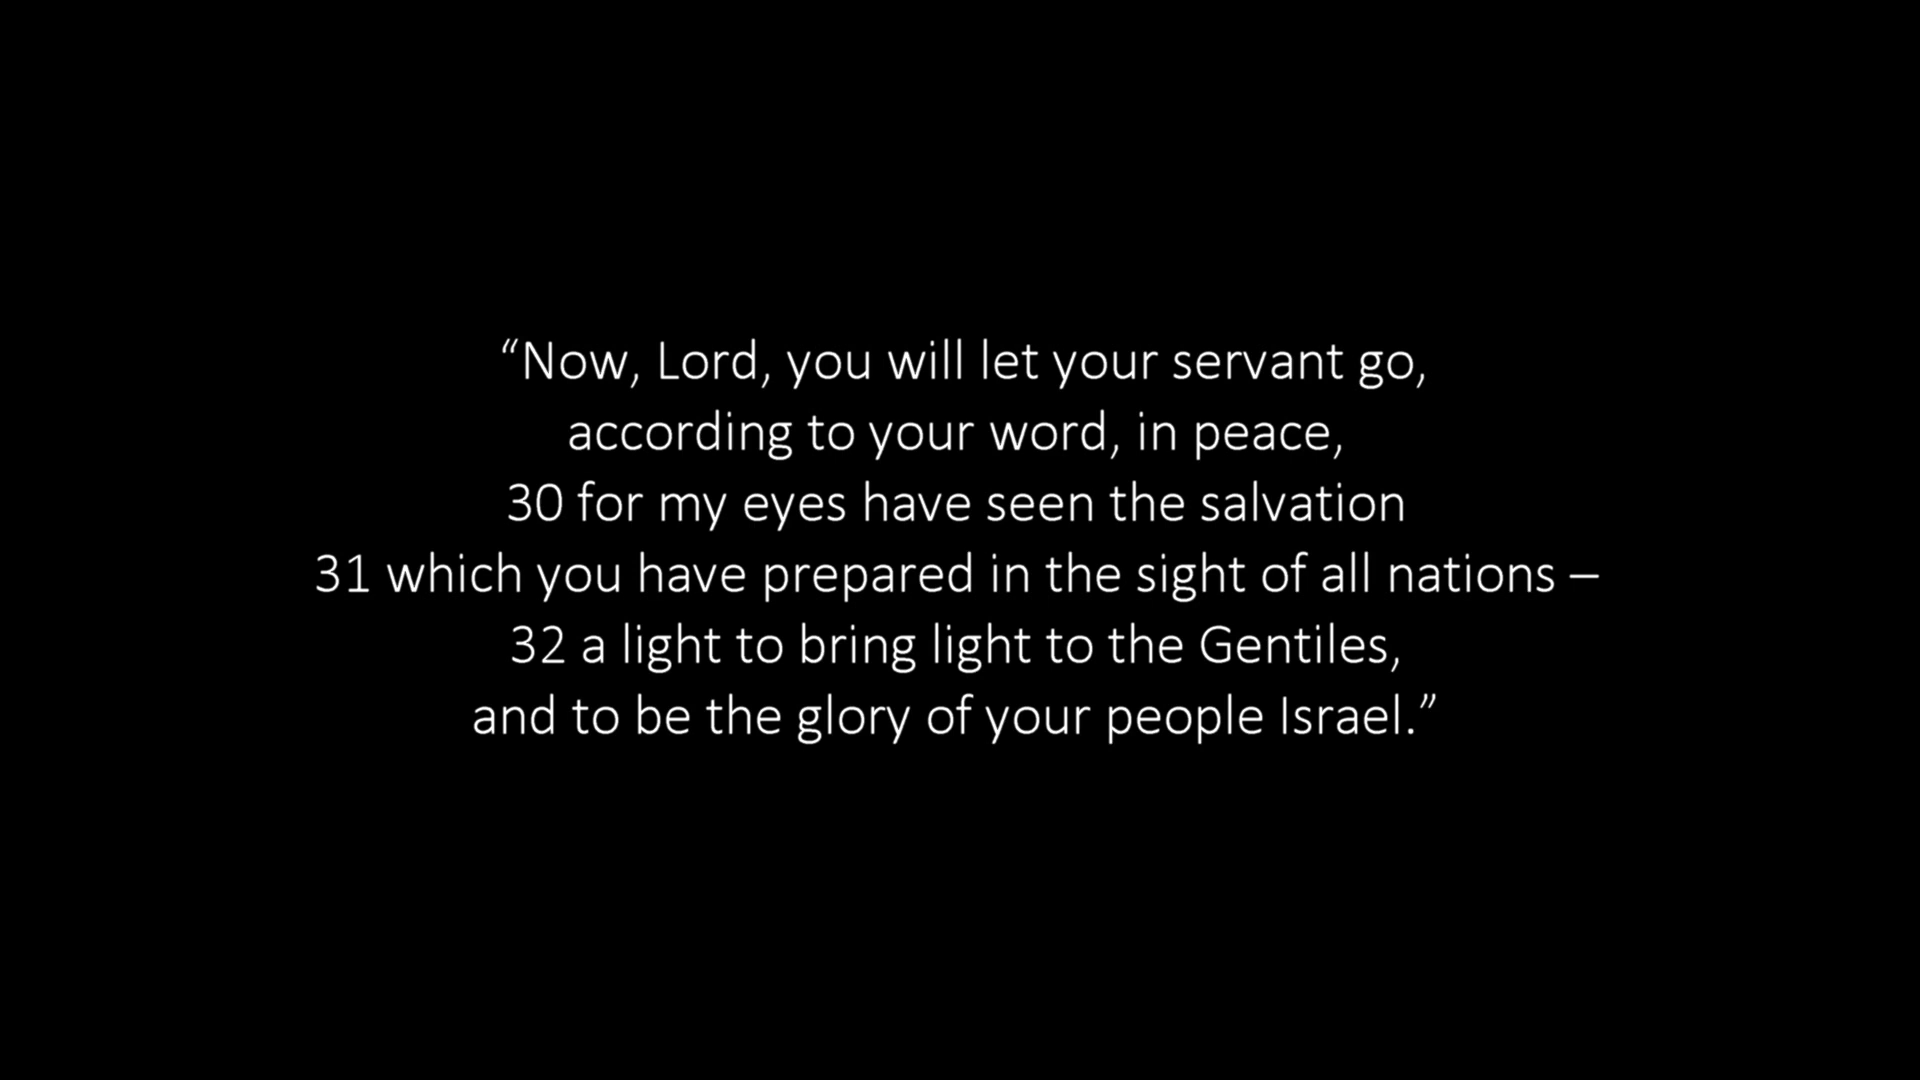 “Now, Lord, you will let your servant go,
according to your word, in peace,
30 for my eyes have seen the salvation
31 which you have prepared in the sight of all nations –
32 a light to bring light to the Gentiles,
and to be the glory of your people Israel.”